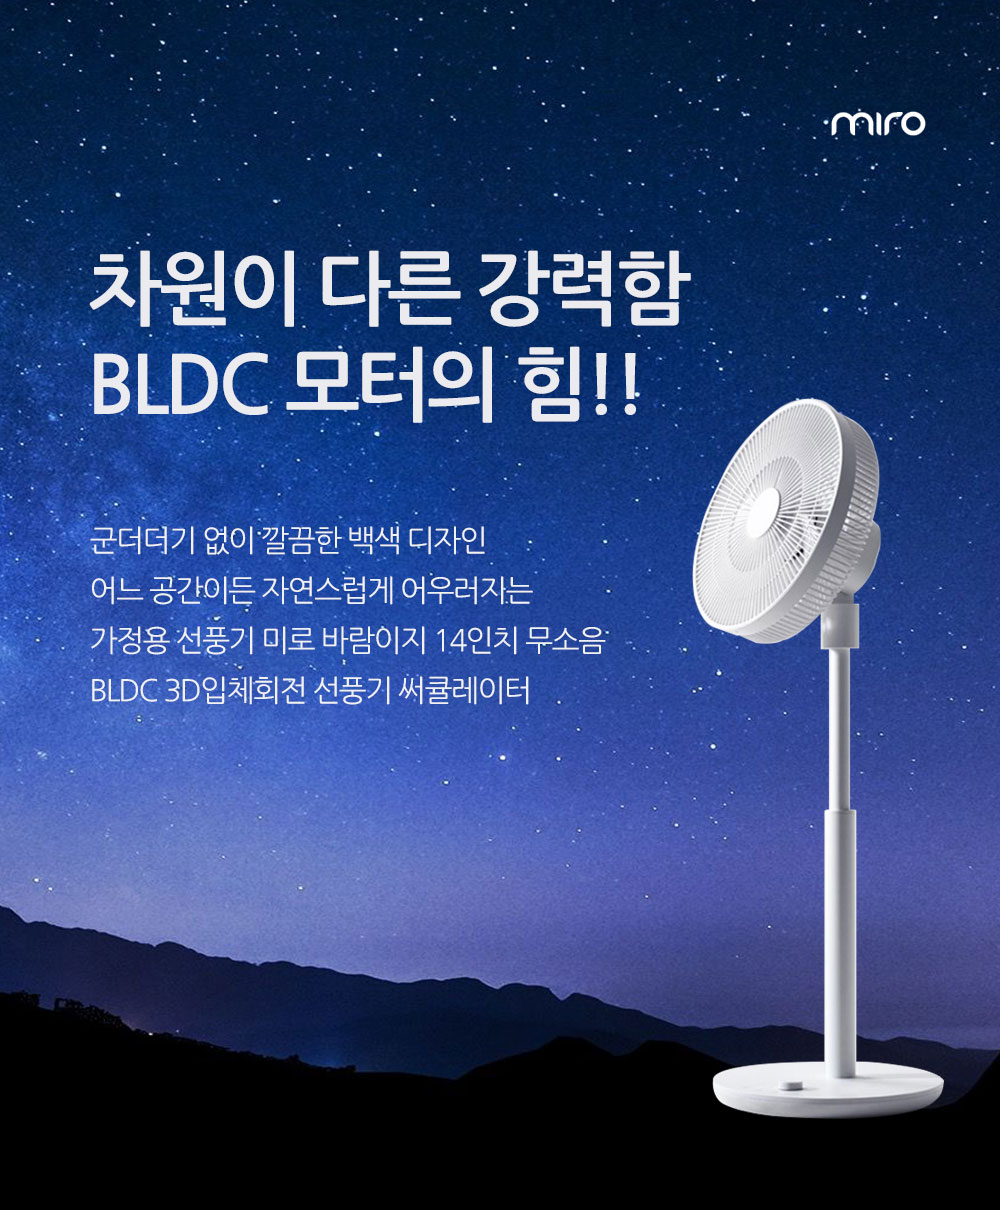 miro
차원이 다른 강력함
BLDC 모터의 힘!!
군더더기 없이 깔끔한 백색 디자인
어느 공간이든 자연스럽게 어우러지는
가정용 선풍기 미로 바람이지 14인치 무소음
BLDC 3D입체회전 선풍기 써큘레이터